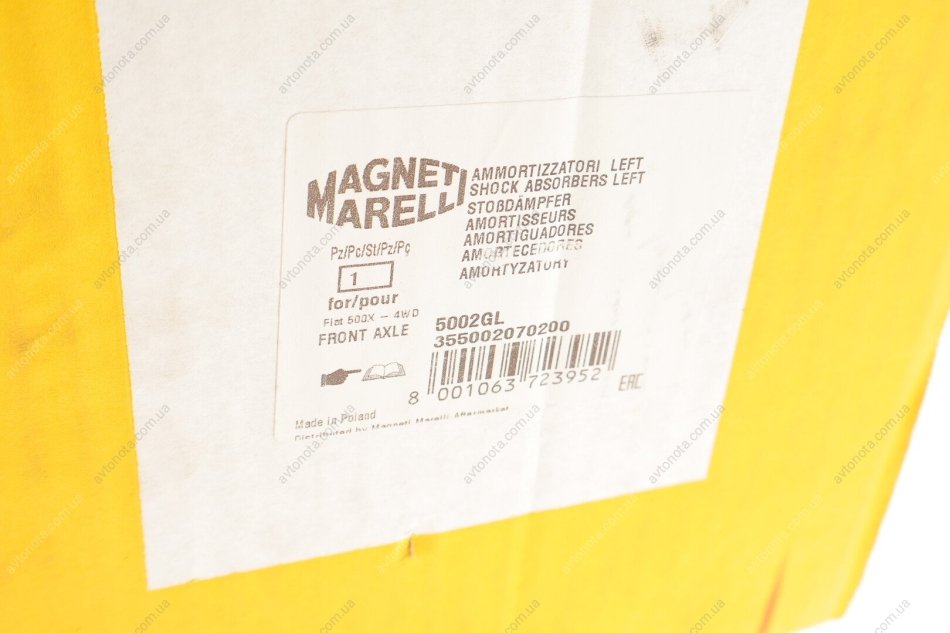 MAGNETI
MARELLI
AMMORTIZZATORI LEFT
SHOCK ABSORBERS LEFT
STOßDÄMPFER
AMORTISSEURS
AMORTIGUADORES
AMORTECEDORES
AMORTYZATORY
Pz/Pc/St/Pz/Pç
1
for/pour
Fiat 500X - 4WD
FRONT AXLE
5002GL
355002070200
8 001063 723952
EAC
Made in Poland
Distributed by Magneti Marelli Aftermarket
avtonota.com.ua